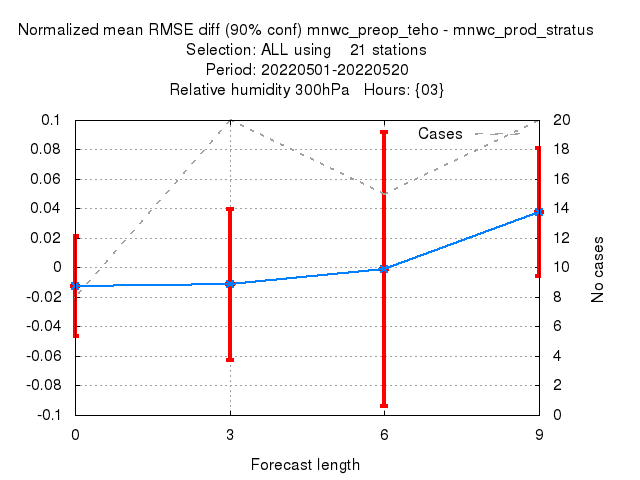 Normalized mean RMSE diff (90% conf) mnwc_preop_teho - mnwc_prod_stratus
Selection: ALL using    21 stations
Period: 20220501-20220520
Relative humidity 300hPa   Hours: {03}
0.1
0.08
0.06
0.04
0.02
0
-0.02
-0.04
-0.06
-0.08
-0.1
Cases
20
18
16
14
12
10
8
6
4
2
0
No cases
0 3 6 9
Forecast length